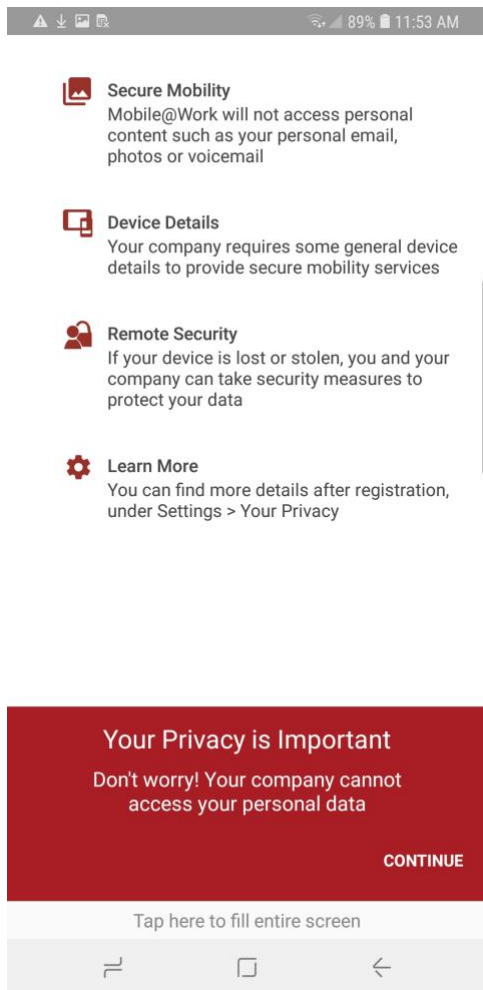 89% 11:53 AM
Secure Mobility
Mobile@Work will not access personal
content such as your personal email,
photos or voicemail
Device Details
Your company requires some general device
details to provide secure mobility services
Remote Security
If your device is lost or stolen, you and your
company can take security measures to
protect your data
Learn More
You can find more details after registration,
under Settings > Your Privacy
Your Privacy is Important
Don't worry! Your company cannot
access your personal data
CONTINUE
Tap here to fill entire screen